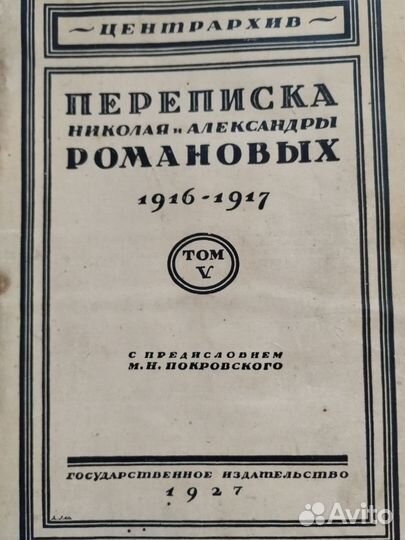 ~ЦЕНТРАРХИВ~
ПЕРЕПИСКА
НИКОЛАЯ и АЛЕКСАНДРЫ
РОМАНОВЫХ
1916-1917
ТОМ
V
С ПРЕДИСЛОВИЕМ
М.Н. ПОКРОВСКОГО
ГОСУДАРСТВЕННОЕ ИЗДАТЕЛЬСТВО
1927
Avito